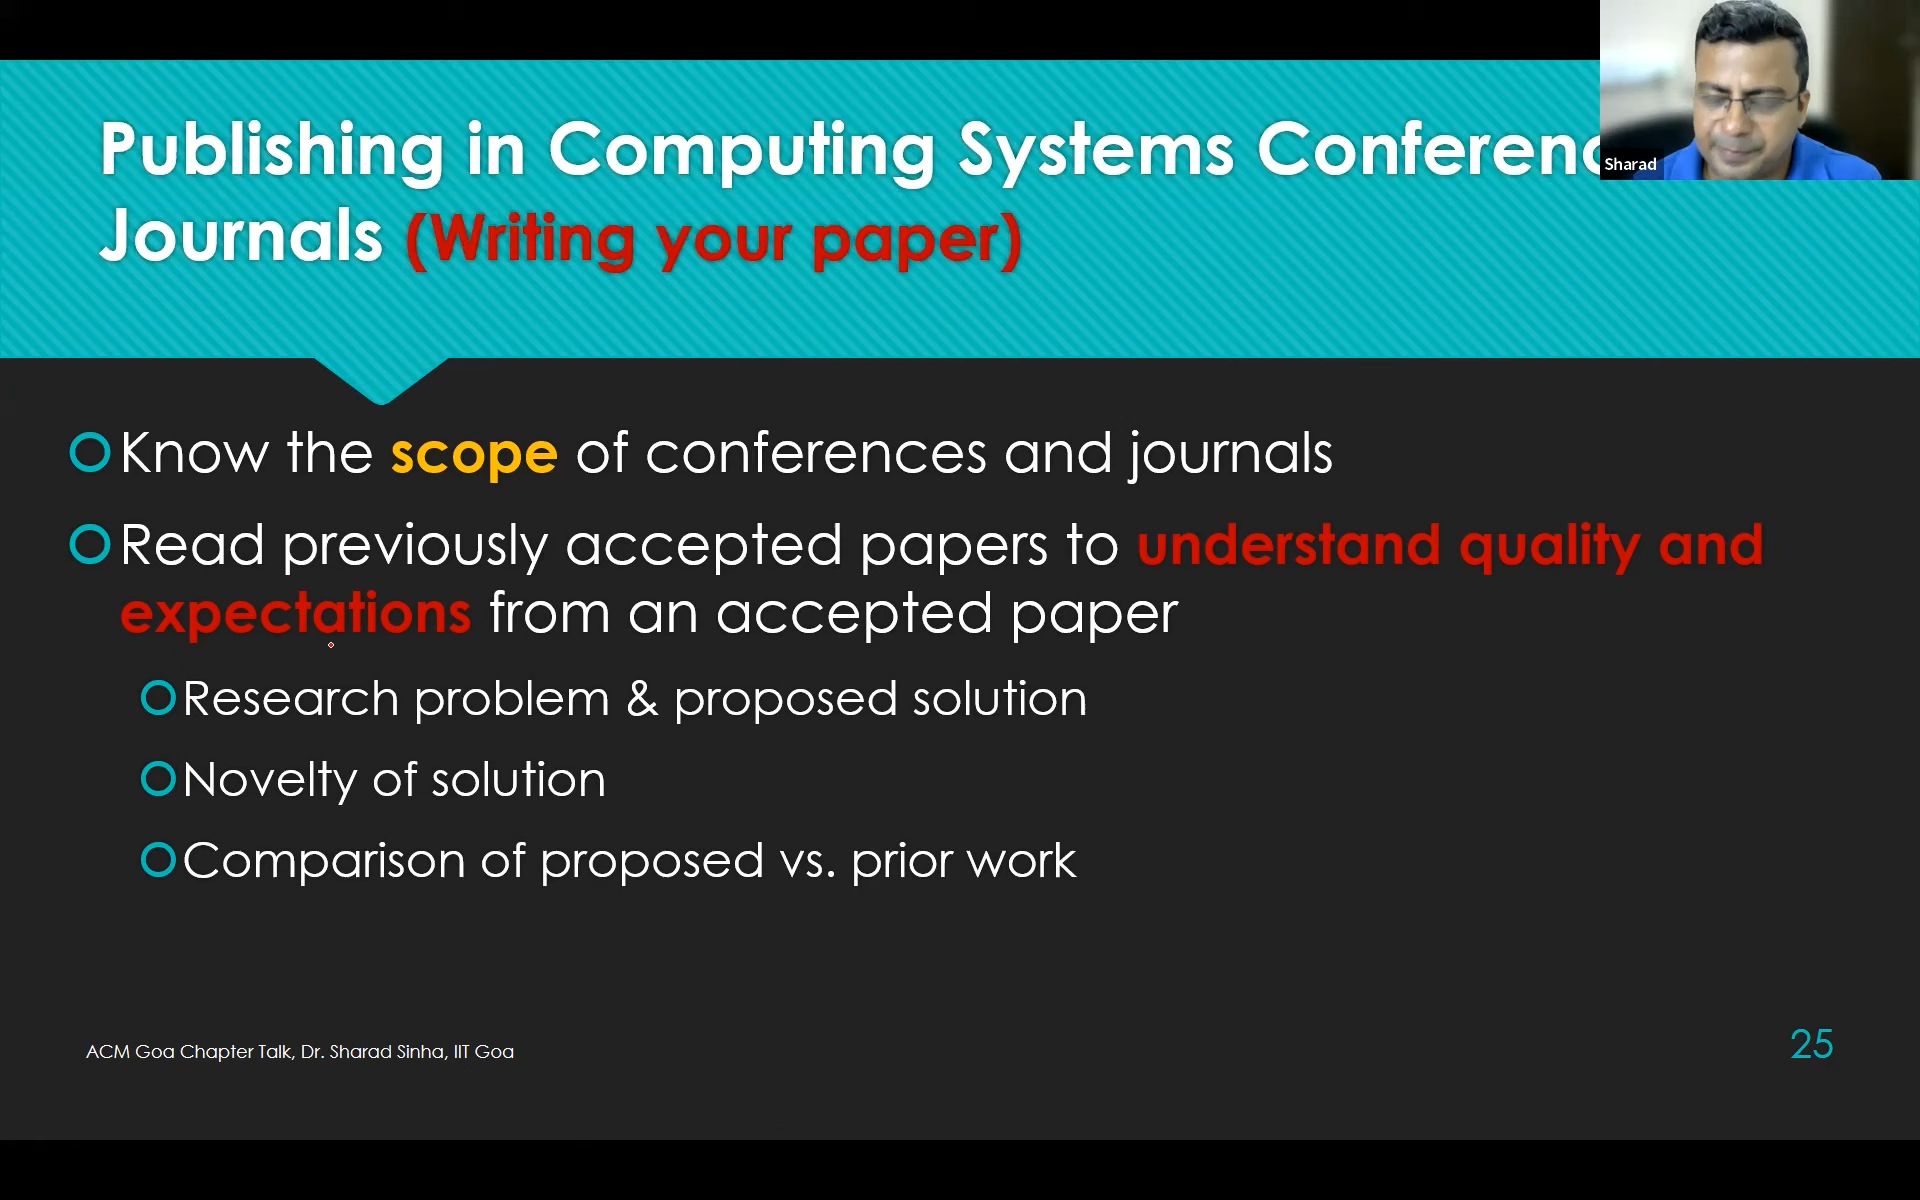 Publishing in Computing Systems
Journals (Writing your paper)
Sharad
Know the scope of conferences and journals
Read previously accepted papers to understand quality and
expectations from an accepted paper
Research problem & proposed solution
Novelty of solution
Comparison of proposed vs. prior work
ACM Goa Chapter Talk, Dr. Sharad Sinha, IIT Goa
25